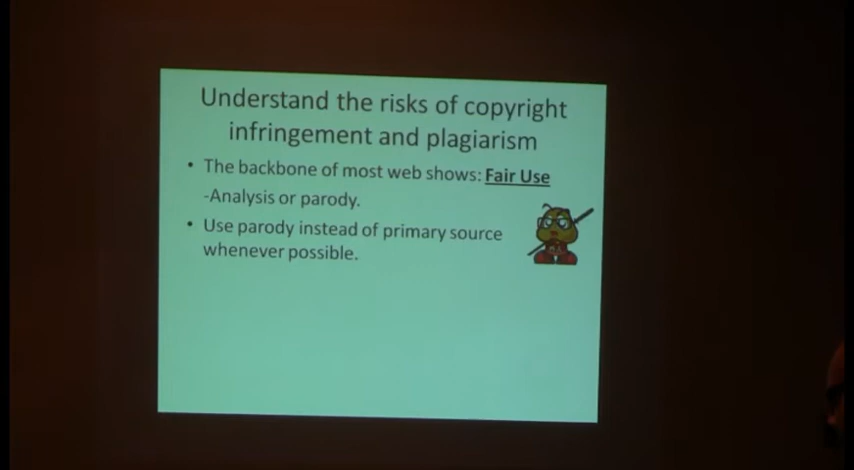 Understand the risks of copyright
infringement and plagiarism
• The backbone of most web shows: Fair Use
-Analysis or parody.
• Use parody instead of primary source
whenever possible.